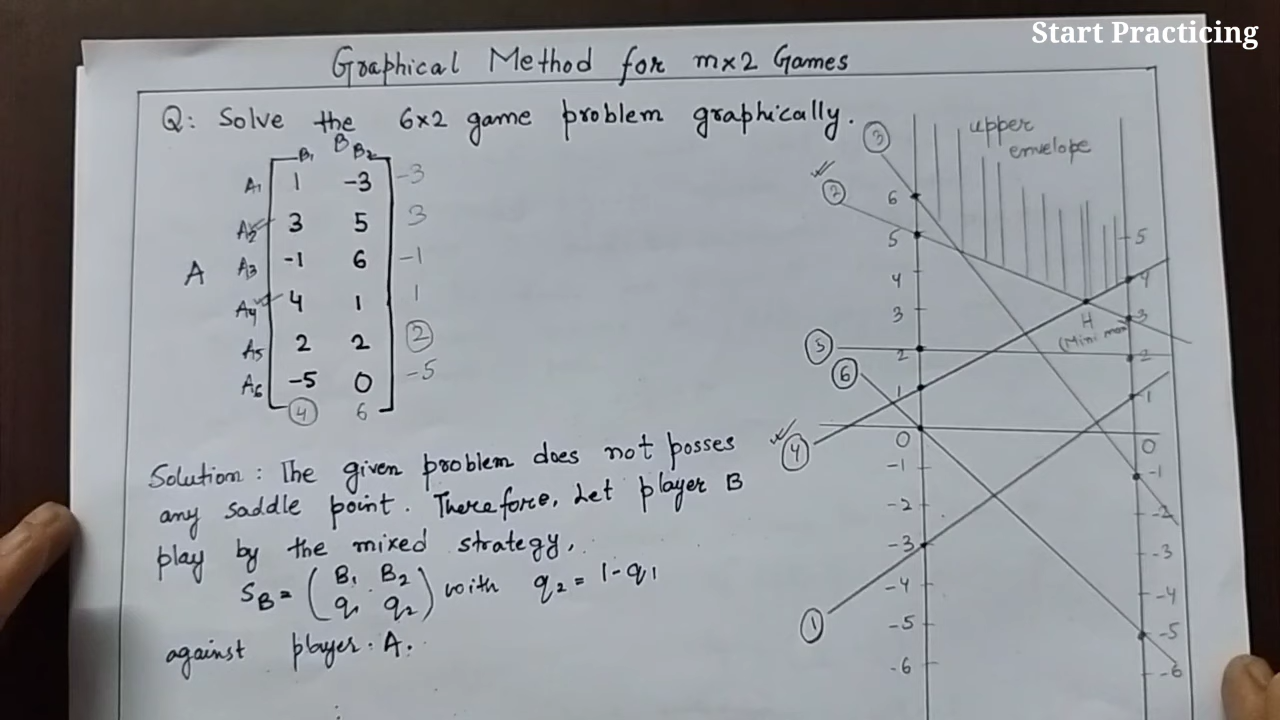 Start Practicing
Graphical Method for m×2 Games
Q: Solve the 6×2 game problem graphically.
B
B₁ B₂
A₁ 1 -3 -3
A₂ 3 5 3
A A₃ -1 6 -1
A₄ 4 1 1
A₅ 2 2 2
A₆ -5 0 -5
4 6
Solution: The given problem does not posses
any saddle point. Therefore, Let player B
play by the mixed strategy,
S_B = ( B₁ B₂
q₁ q₂ ) with q₂ = 1-q₁
against player A.
upper
envelope
3
2
5
6
4
1
6
5
4
3
2
1
0
-1
-2
-3
-4
-5
-6
5
4
3
2
1
0
-1
-2
-3
-4
-5
-6
H
(Mini max)